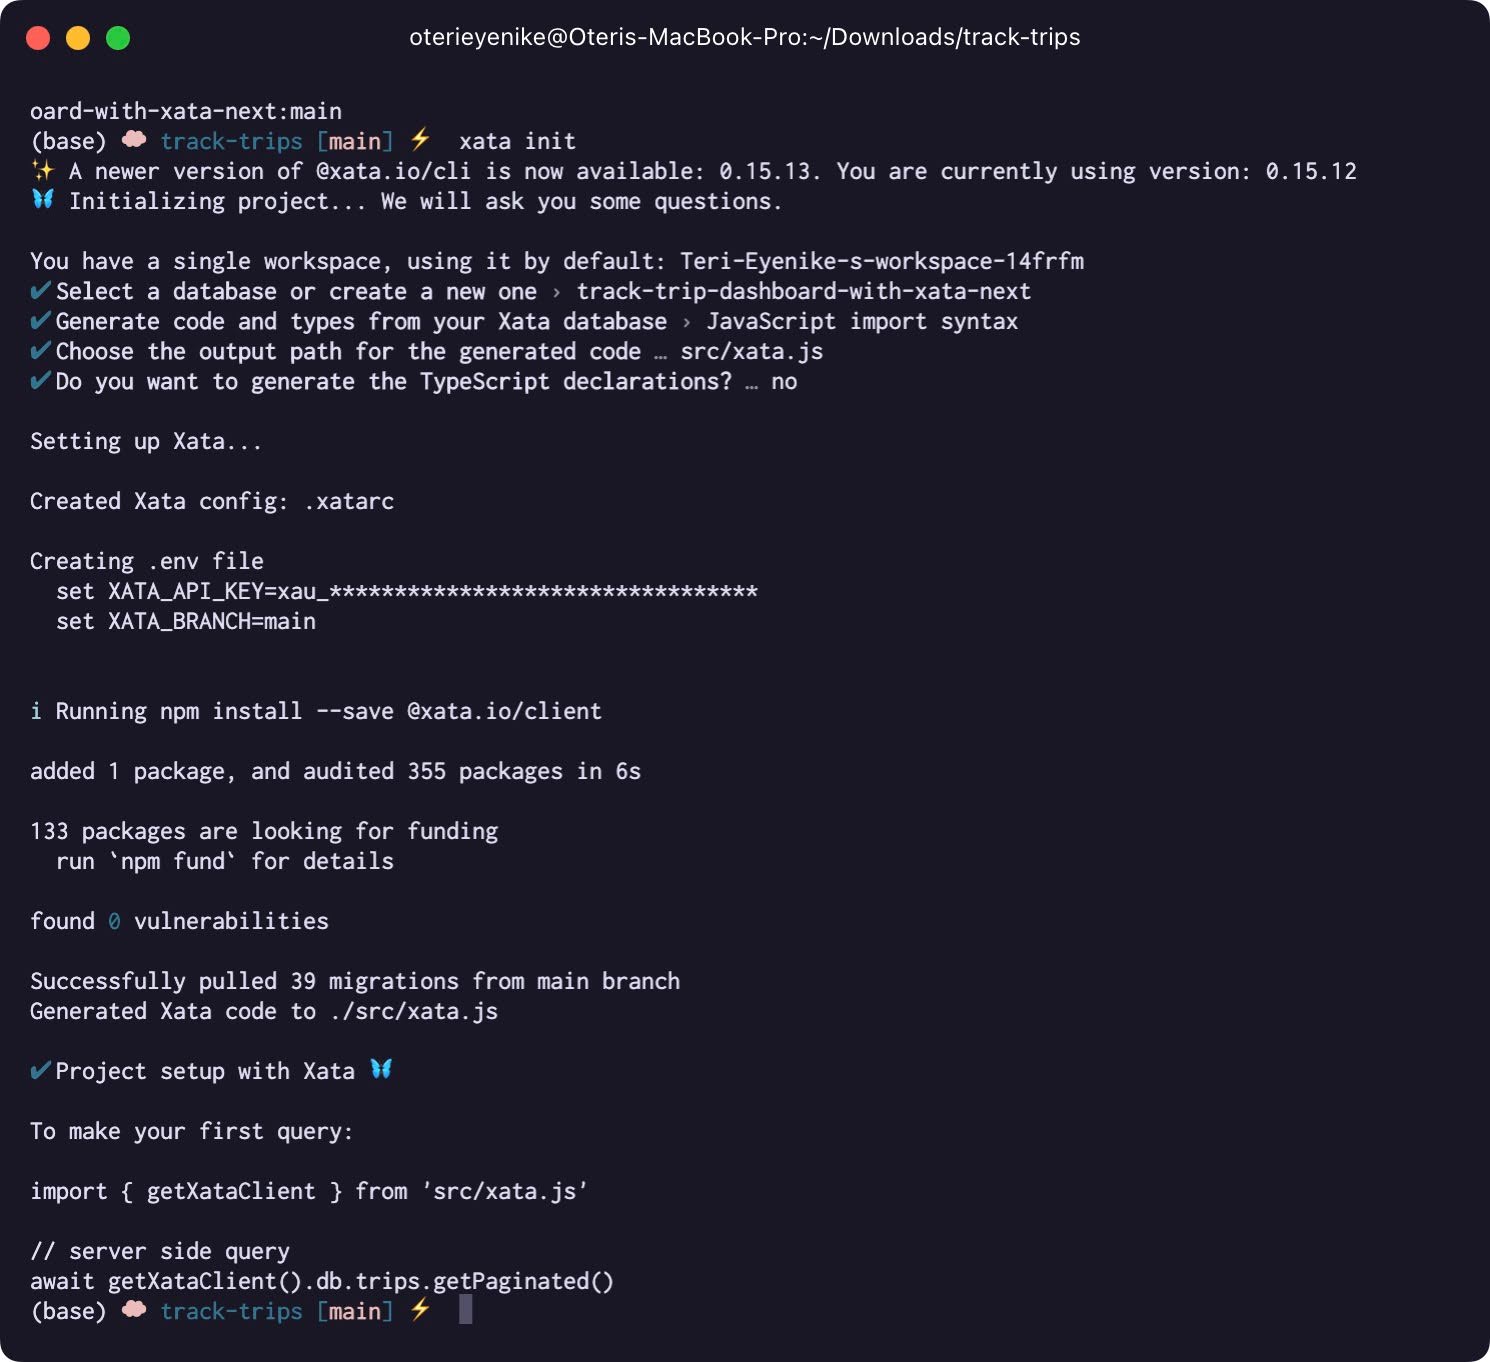 oterieyenike@Oteris-MacBook-Pro:~/Downloads/track-trips
oard-with-xata-next:main
(base) track-trips [main] ⚡ xata init
✨ A newer version of @xata.io/cli is now available: 0.15.13. You are currently using version: 0.15.12
🦋 Initializing project... We will ask you some questions.
You have a single workspace, using it by default: Teri-Eyenike-s-workspace-14frfm
✔ Select a database or create a new one › track-trip-dashboard-with-xata-next
✔ Generate code and types from your Xata database › JavaScript import syntax
✔ Choose the output path for the generated code … src/xata.js
✔ Do you want to generate the TypeScript declarations? … no
Setting up Xata...
Created Xata config: .xatarc
Creating .env file
set XATA_API_KEY=xau_*********************************
set XATA_BRANCH=main
i Running npm install --save @xata.io/client
added 1 package, and audited 355 packages in 6s
133 packages are looking for funding
run `npm fund` for details
found 0 vulnerabilities
Successfully pulled 39 migrations from main branch
Generated Xata code to ./src/xata.js
✔ Project setup with Xata 🦋
To make your first query:
import { getXataClient } from 'src/xata.js'
// server side query
await getXataClient().db.trips.getPaginated()
(base) track-trips [main] ⚡